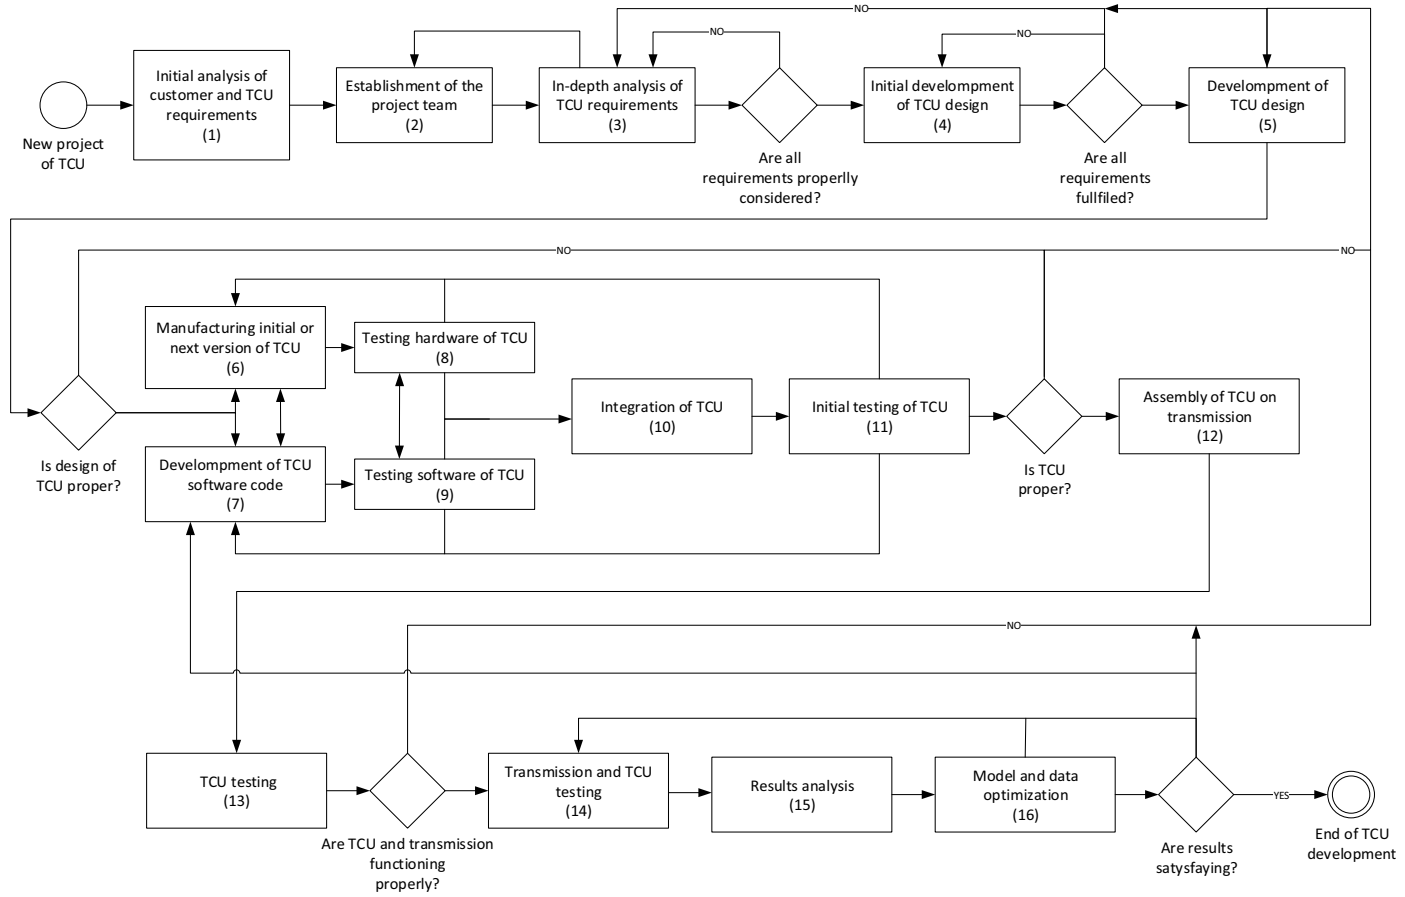 NO
NO
NO
Initial analysis of
customer and TCU
requirements
(1)
Establishment of the
project team
(2)
In-depth analysis of
TCU requirements
(3)
Initial develompment
of TCU design
(4)
Develompment of
TCU design
(5)
New project
of TCU
Are all
requirements properlly
considered?
Are all
requirements
fullfiled?
NO
NO
Manufacturing initial or
next version of TCU
(6)
Testing hardware of TCU
(8)
Integration of TCU
(10)
Initial testing of TCU
(11)
Assembly of TCU on
transmission
(12)
Is design of
TCU proper?
Develompment of TCU
software code
(7)
Testing software of TCU
(9)
Is TCU
proper?
NO
TCU testing
(13)
Transmission and TCU
testing
(14)
Results analysis
(15)
Model and data
optimization
(16)
YES
Are TCU and transmission
functioning
properly?
Are results
satysfaying?
End of TCU
development